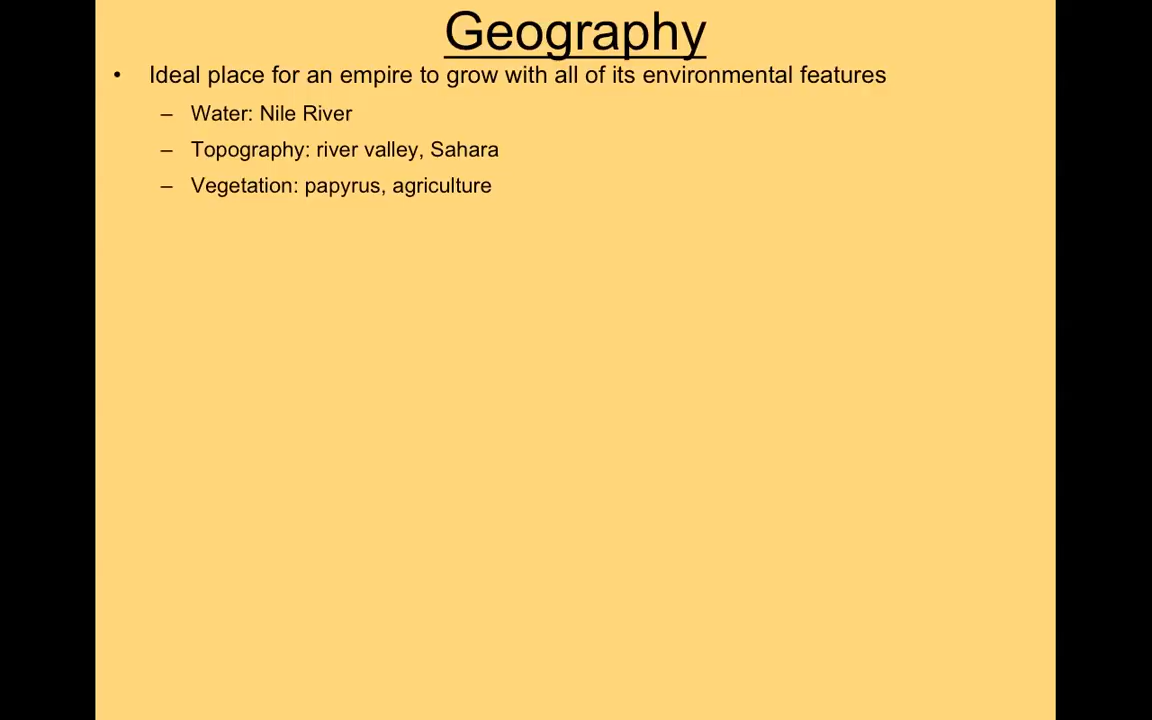 Geography
• Ideal place for an empire to grow with all of its environmental features
– Water: Nile River
– Topography: river valley, Sahara
– Vegetation: papyrus, agriculture